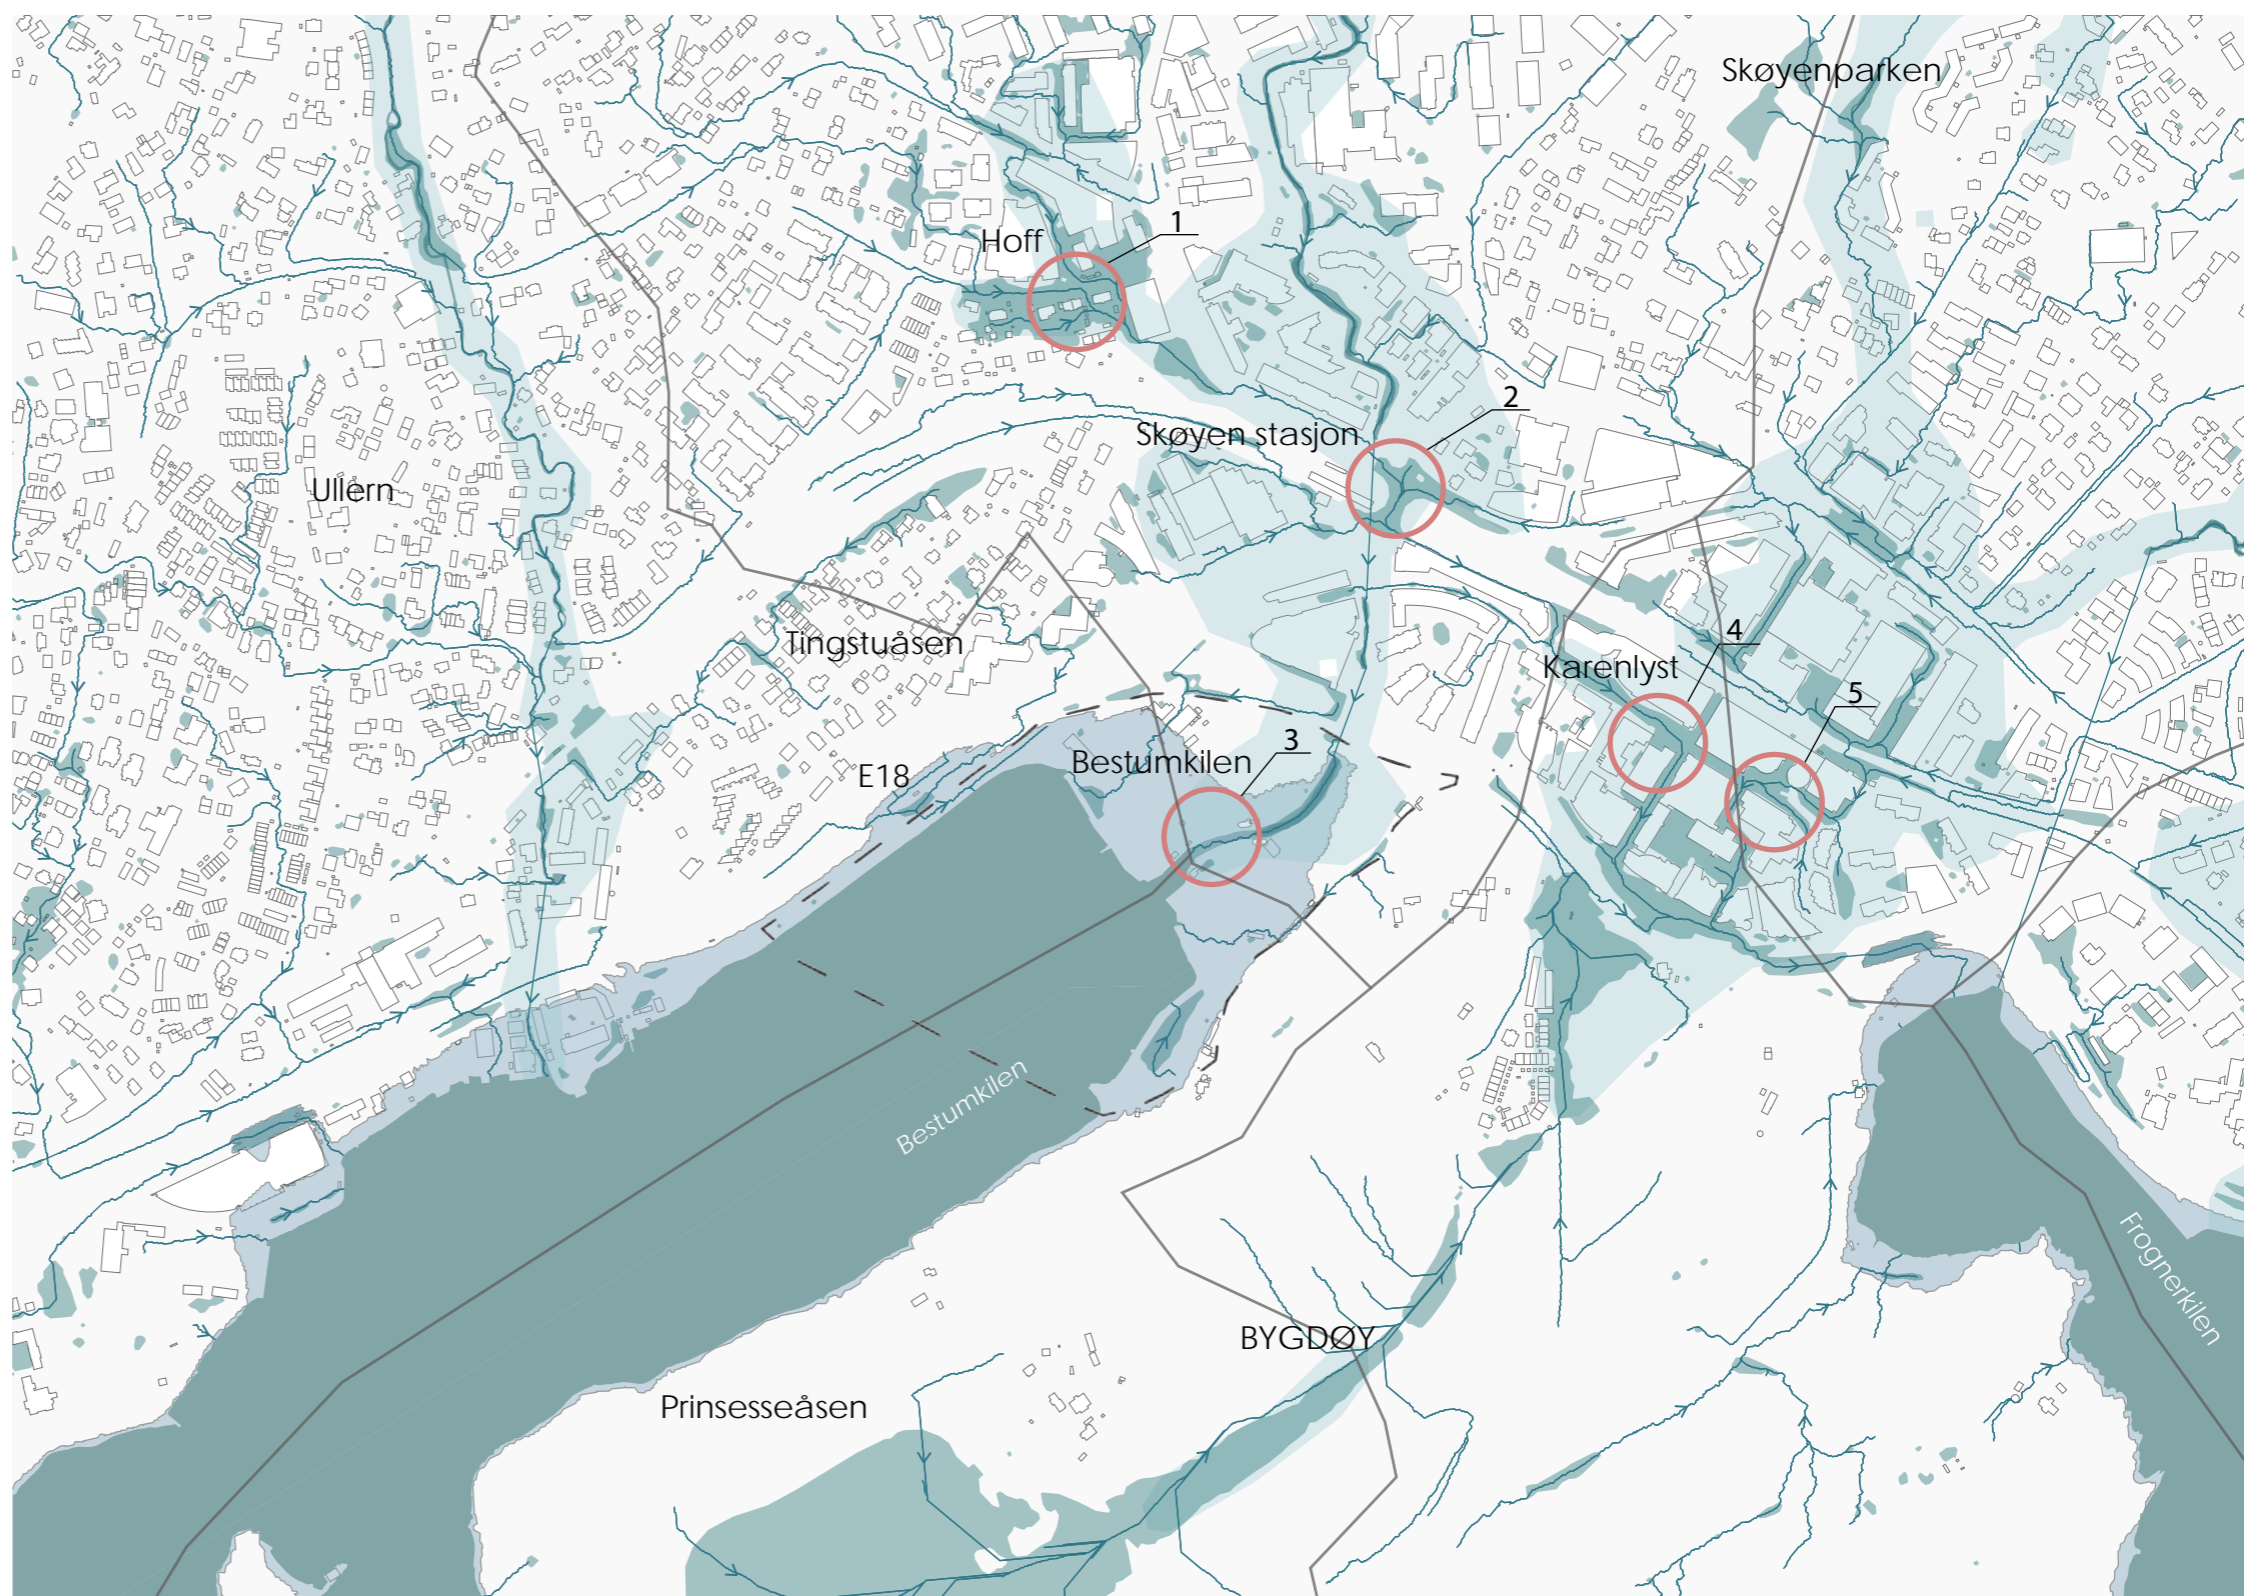 Skøyenparken
1
Hoff
2
Skøyen stasjon
Ullern
4
Tingstuåsen
Karenlyst
5
3
Bestumkilen
E18
Bestumkilen
Frognerkilen
BYGDØY
Prinsesseåsen